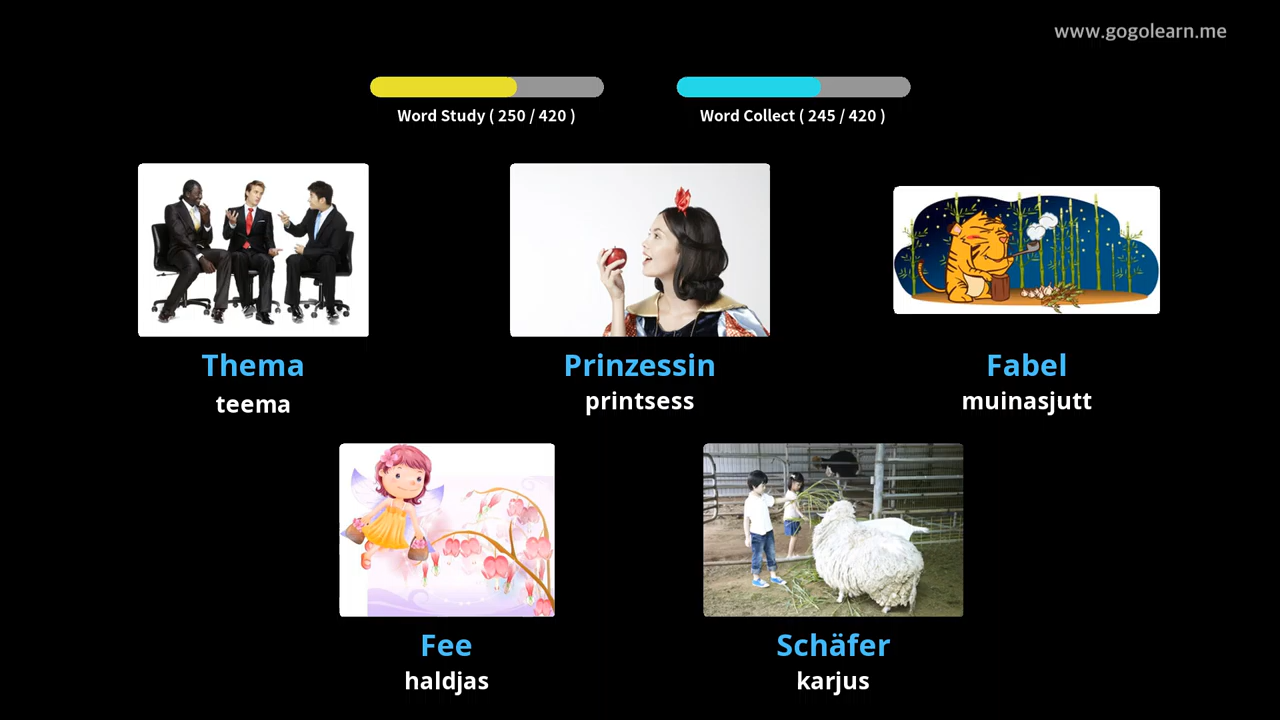 www.gogolearn.me
Word Study ( 250 / 420 )
Word Collect ( 245 / 420 )
Thema
teema
Prinzessin
printsess
Fabel
muinasjutt
Fee
haldjas
Schäfer
karjus